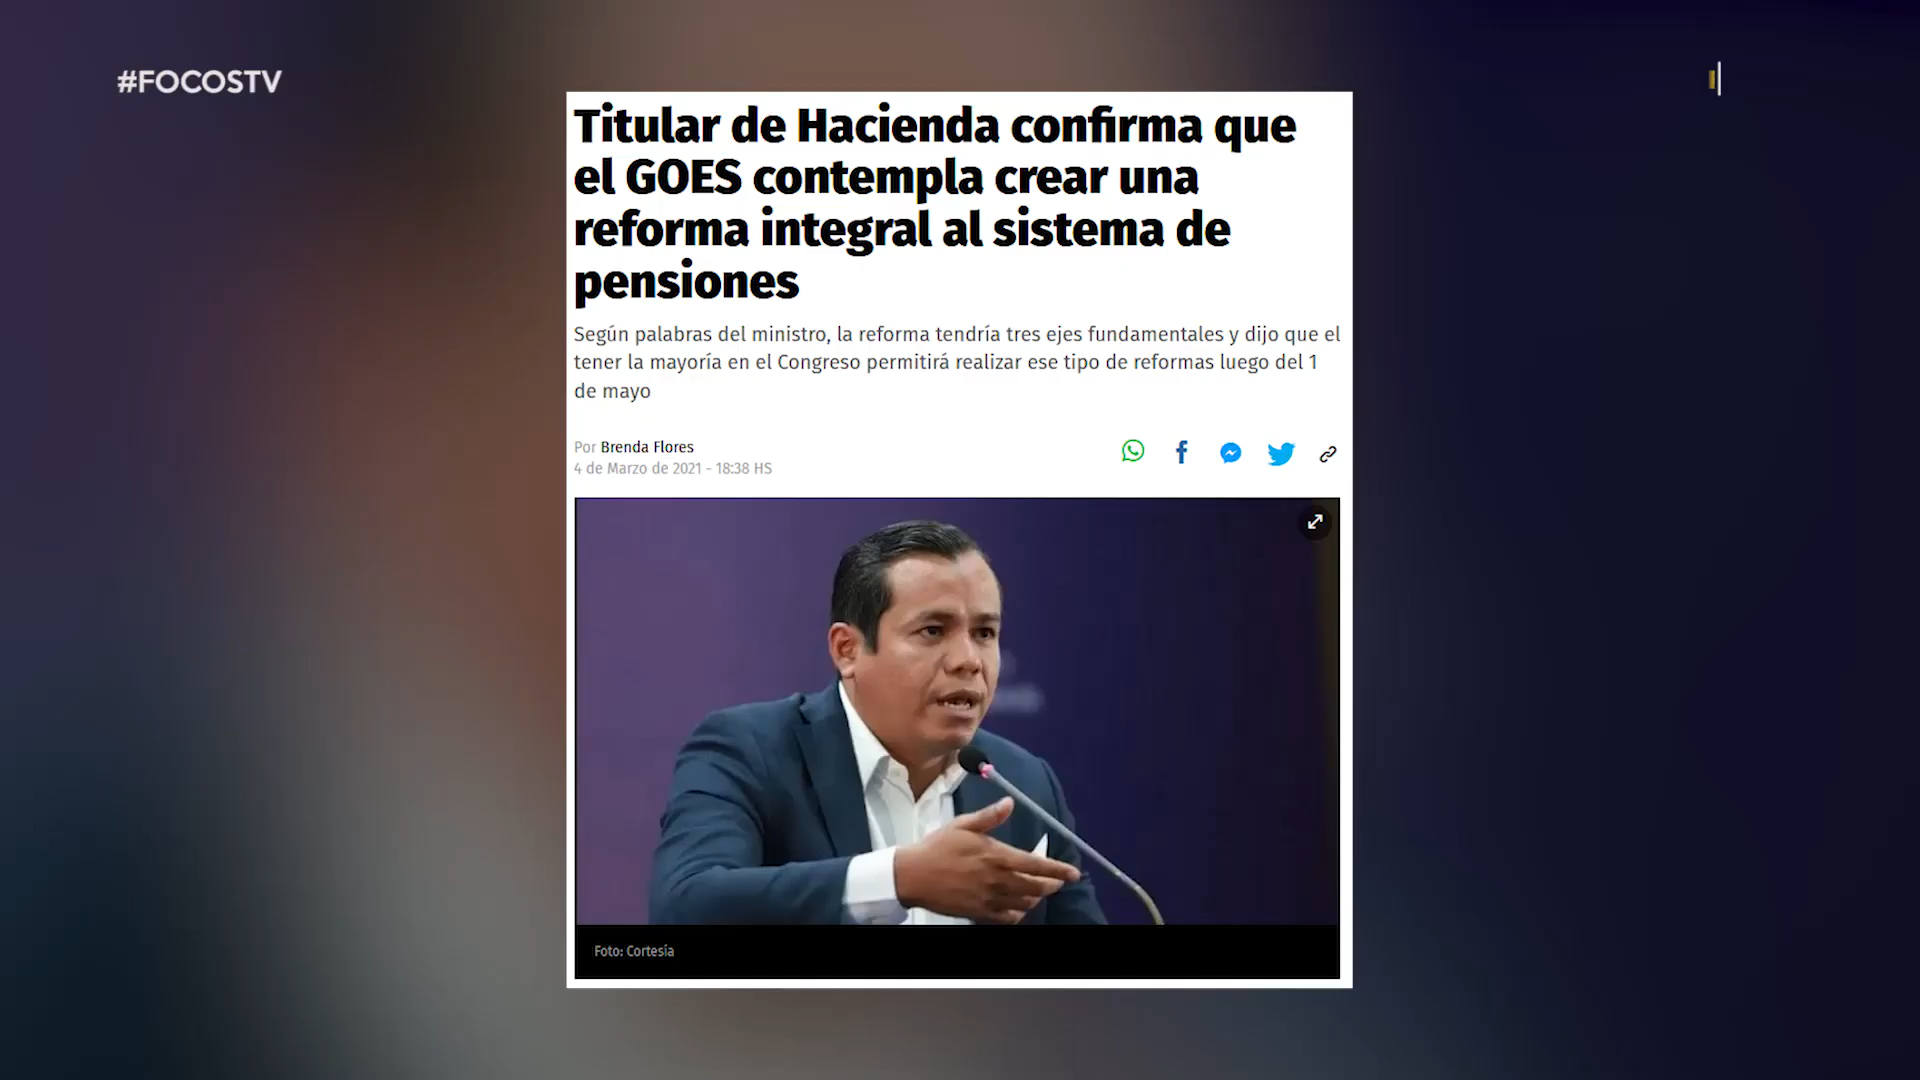 #FOCOSTV
Titular de Hacienda confirma que
el GOES contempla crear una
reforma integral al sistema de
pensiones
Según palabras del ministro, la reforma tendría tres ejes fundamentales y dijo que el
tener la mayoría en el Congreso permitirá realizar ese tipo de reformas luego del 1
de mayo
Por Brenda Flores
4 de Marzo de 2021 - 18:38 HS
Foto: Cortesía